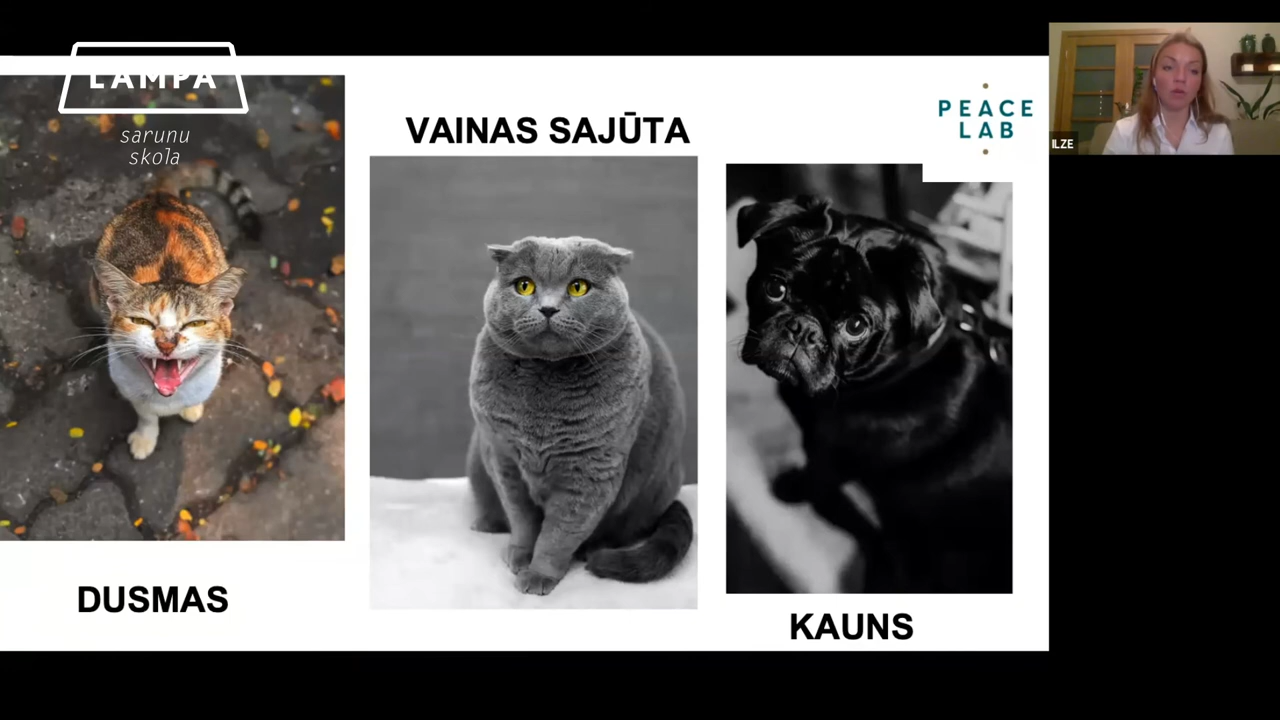 LAMPA
sarunu
skola
VAINAS SAJŪTA
PEACE
LAB
ILZE
DUSMAS
KAUNS